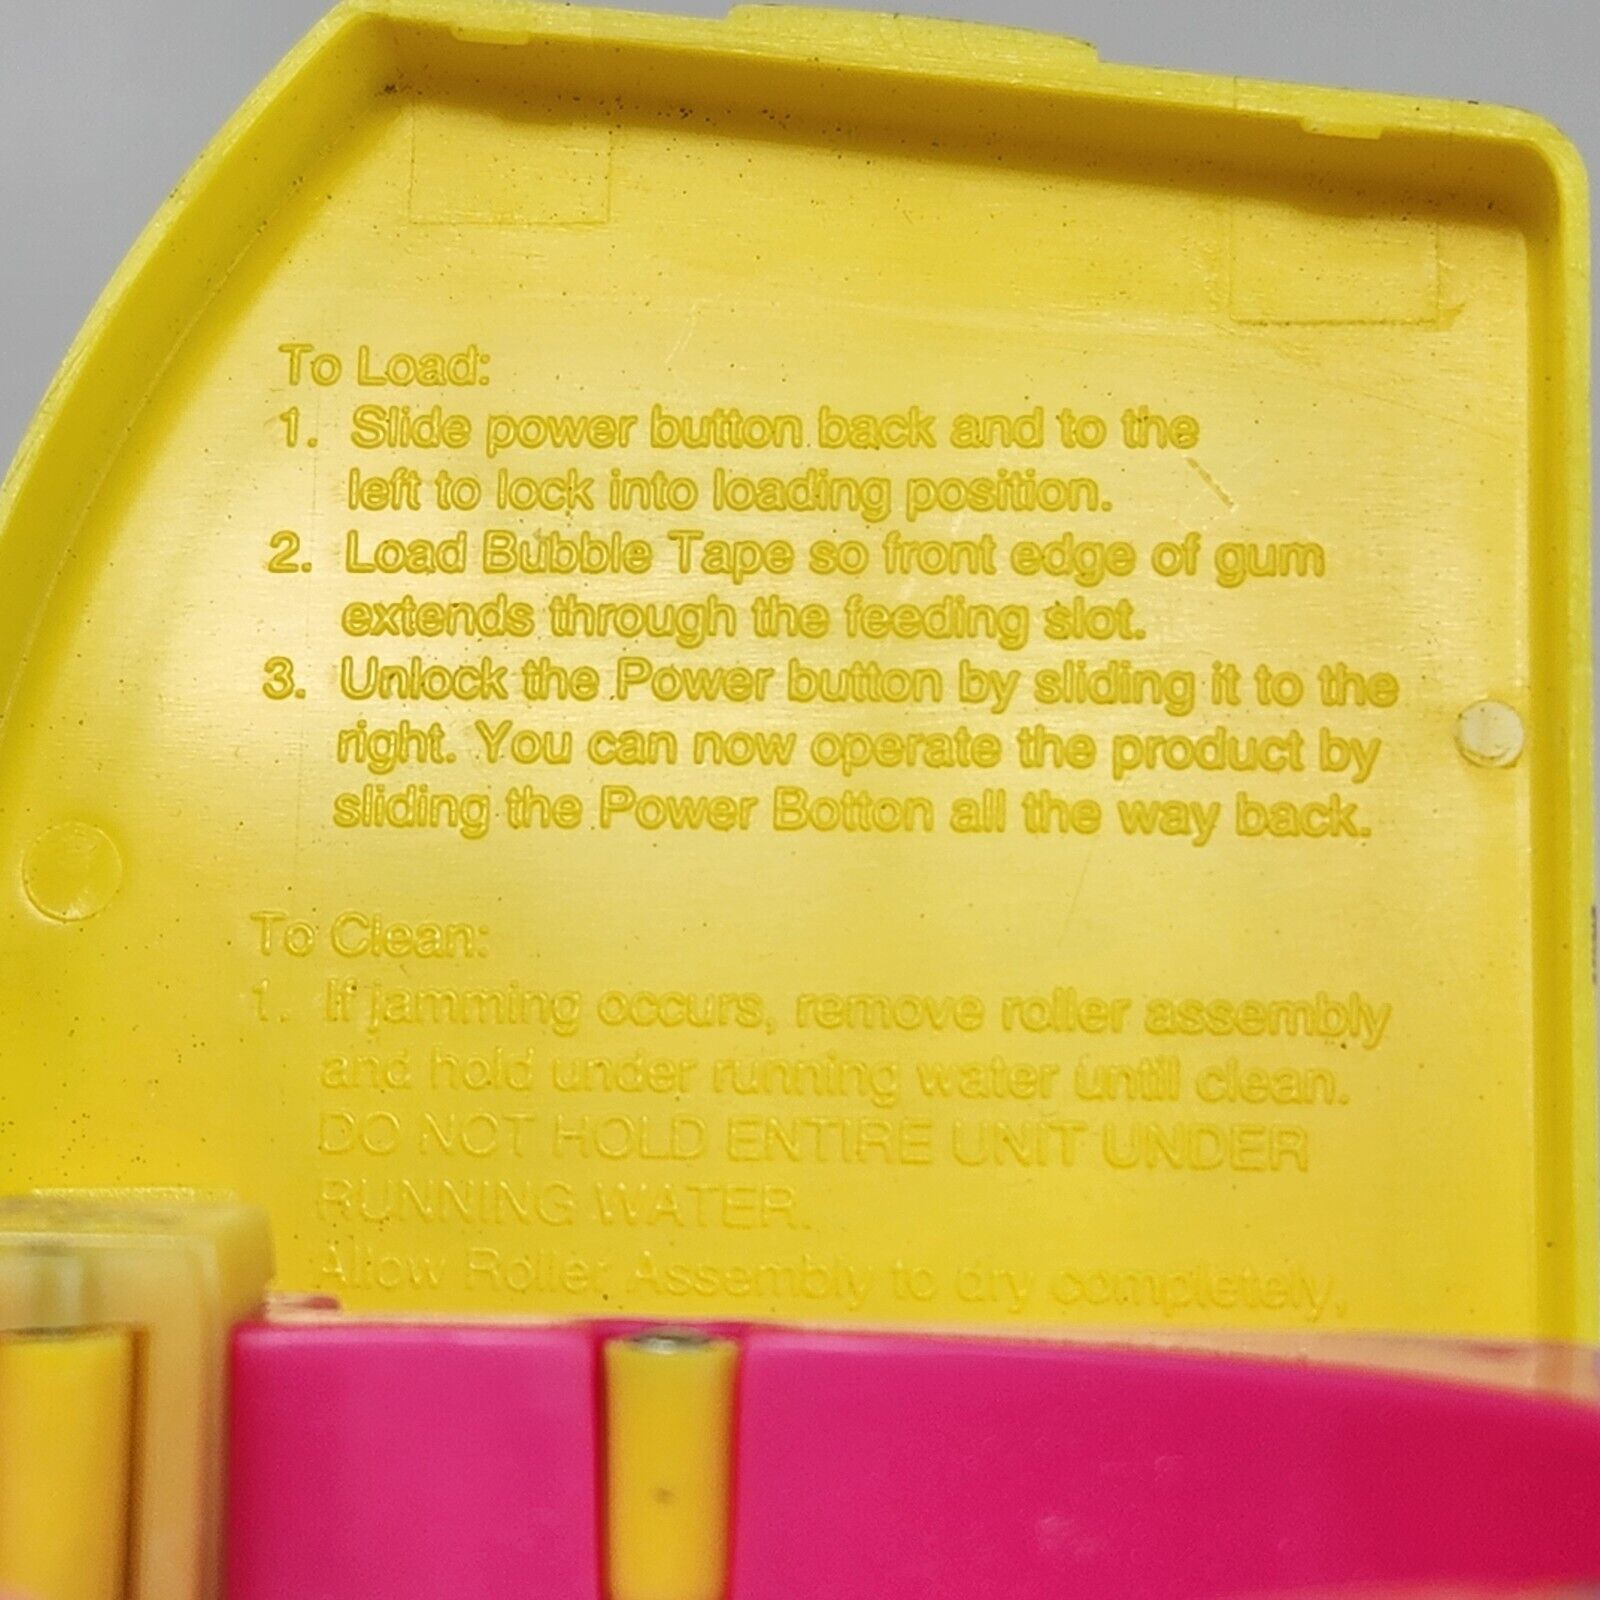 To Load:
1. Slide power button back and to the
left to lock into loading position.
2. Load Bubble Tape so front edge of gum
extends through the feeding slot.
3. Unlock the Power button by sliding it to the
right. You can now operate the product by
sliding the Power Botton all the way back.
To Clean:
1. If jamming occurs, remove roller assembly
and hold under running water until clean.
DO NOT HOLD ENTIRE UNIT UNDER
RUNNING WATER.
Allow Roller Assembly to dry completely,